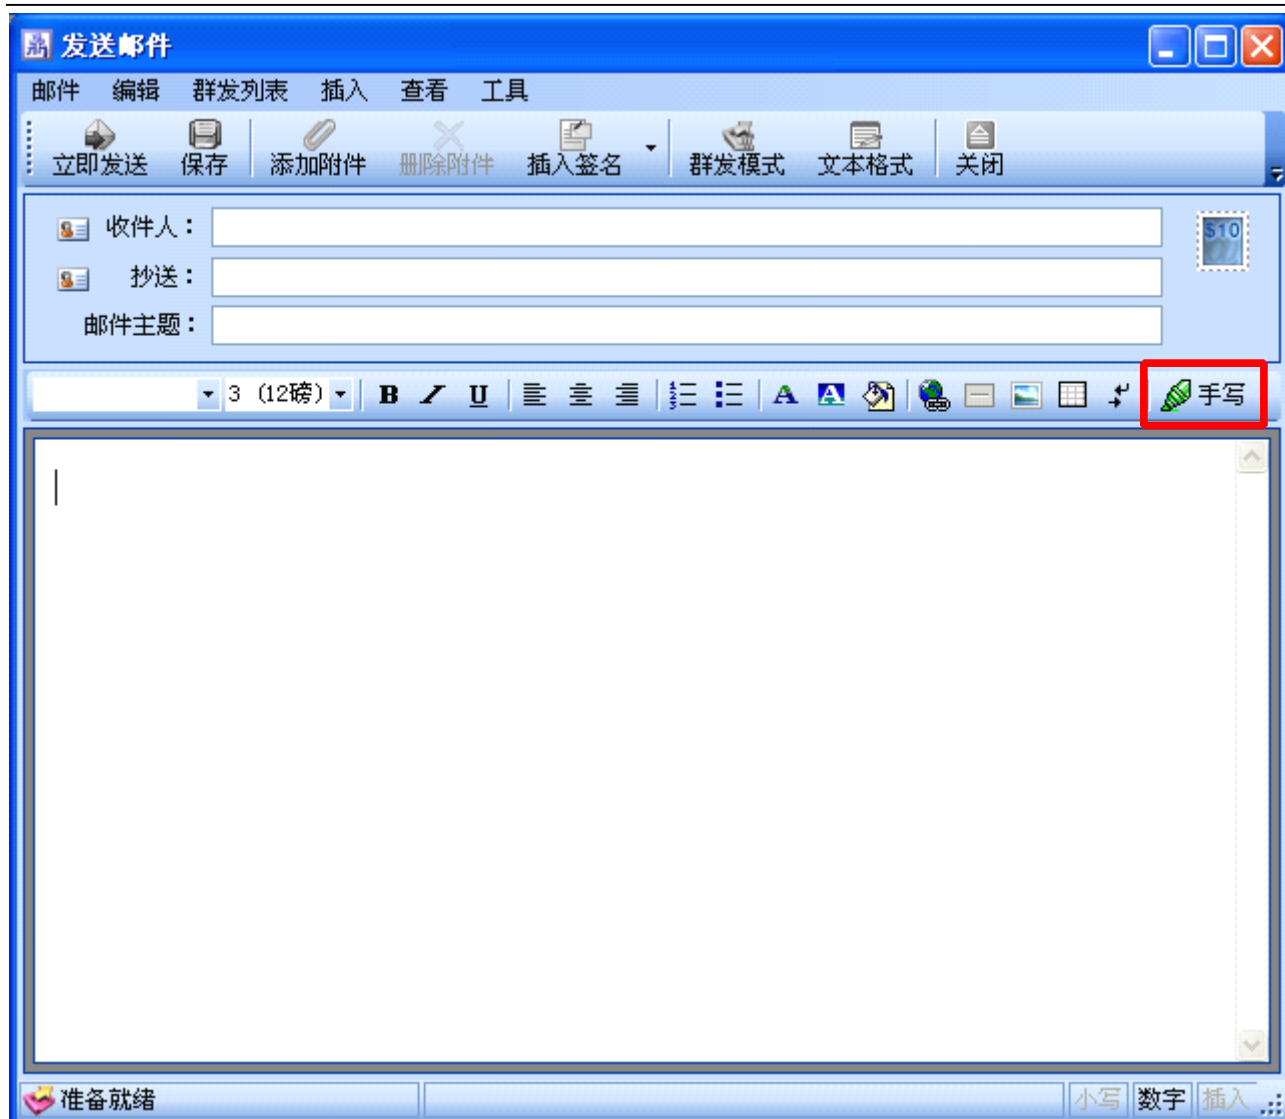 发送邮件
邮件 编辑 群发列表 插入 查看 工具
立即发送 保存 添加附件 删除附件 插入签名 群发模式 文本格式 关闭
收件人：
$10
抄送：
邮件主题：
3 (12磅) B I U A A 手写
准备就绪 小写 数字 插入